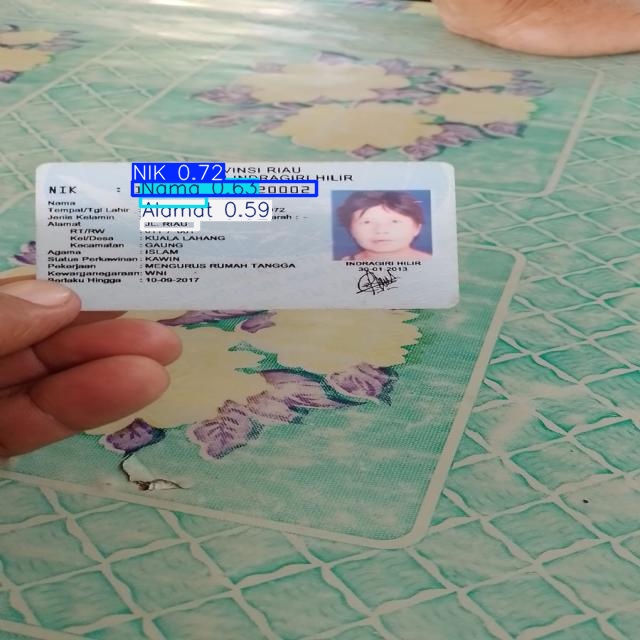 NIK 0.72
VINSI RIAU
INDRAGIRI HILIR
NIK : Nama 0.63 20002
Nama
Tempat/Tgl Lahir
Alamat 0.59
Jenis Kelamin
Alamat : JL. RIAU
RT/RW
Kel/Desa : KUALA LAHANG
Kecamatan : GAUNG
Agama : ISLAM
Status Perkawinan : KAWIN
Pekerjaan : MENGURUS RUMAH TANGGA
Kewarganegaraan: WNI
Berlaku Hingga : 10-09-2017
INDRAGIRI HILIR
30-01-2013